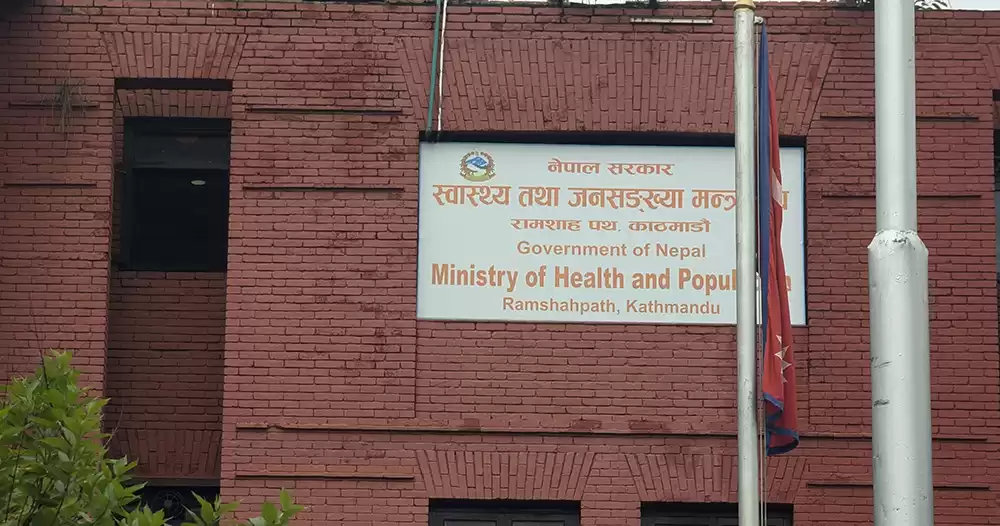 नेपाल सरकार
स्वास्थ्य तथा जनसङ्ख्या
रामशाह पथ, काठमाडौ
Government of Nepal
Ministry of Health and
Ramshahpath, Kathmandu